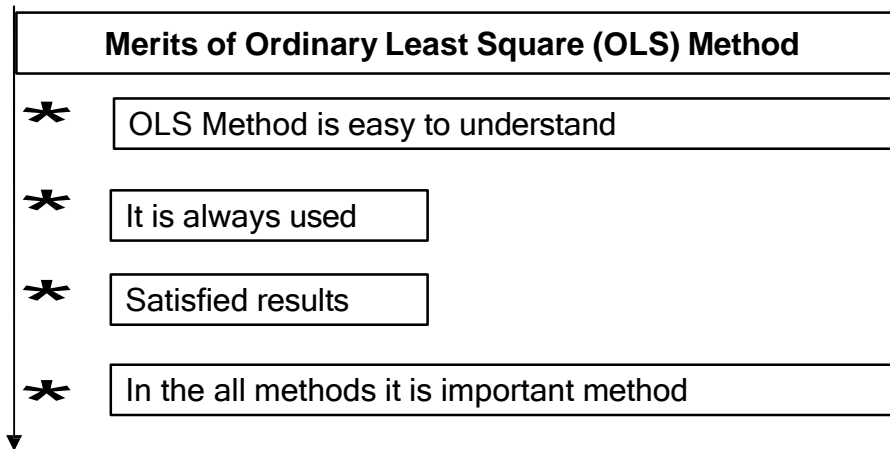 Merits of Ordinary Least Square (OLS) Method
OLS Method is easy to understand
It is always used
Satisfied results
In the all methods it is important method